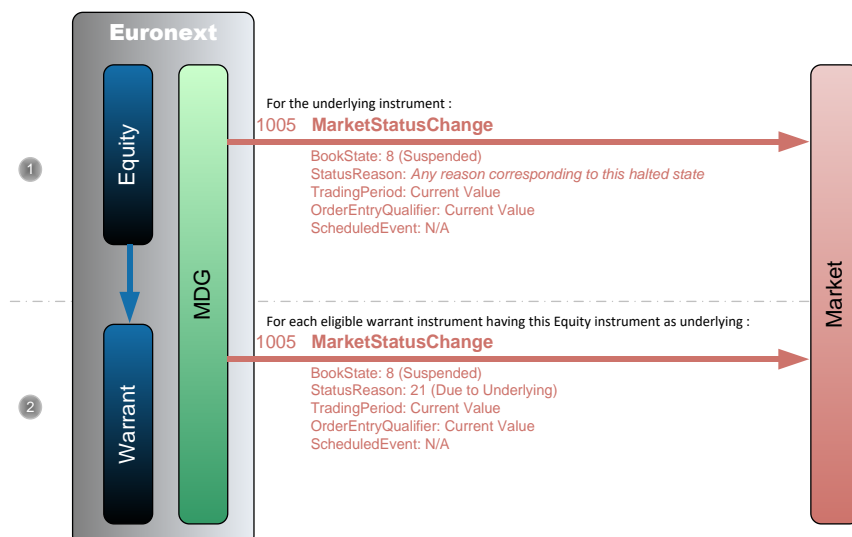 Euronext
Equity
MDG
Market
1
For the underlying instrument :
1005 MarketStatusChange
BookState: 8 (Suspended)
StatusReason: Any reason corresponding to this halted state
TradingPeriod: Current Value
OrderEntryQualifier: Current Value
ScheduledEvent: N/A
Warrant
2
For each eligible warrant instrument having this Equity instrument as underlying :
1005 MarketStatusChange
BookState: 8 (Suspended)
StatusReason: 21 (Due to Underlying)
TradingPeriod: Current Value
OrderEntryQualifier: Current Value
ScheduledEvent: N/A